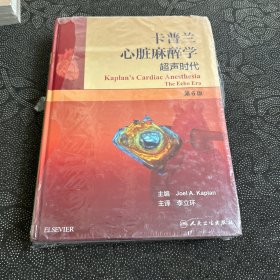 卡普兰
心脏麻醉学
超声时代
Kaplan's Cardiac Anesthesia
The Echo Era
第6版
主编 Joel A. Kaplan
主译 李立环
ELSEVIER
人民卫生出版社